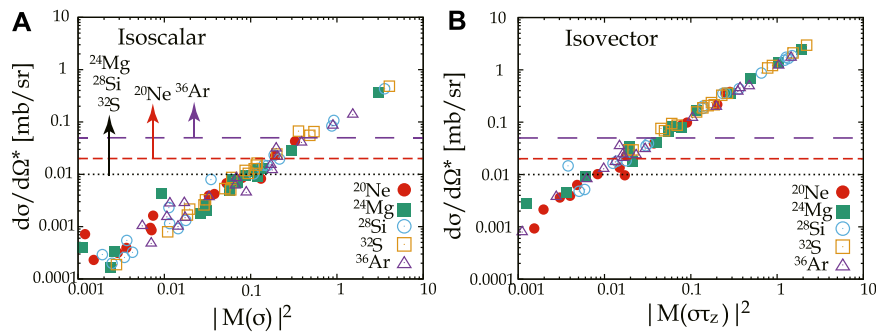 A
Isoscalar
²⁴Mg
²⁸Si
³²S
²⁰Ne
³⁶Ar
dσ/dΩ* [mb/sr]
10
1
0.1
0.01
0.001
0.0001
²⁰Ne
²⁴Mg
²⁸Si
³²S
³⁶Ar
0.001 0.01 0.1 1 10
|M(σ)|²
B
Isovector
dσ/dΩ* [mb/sr]
10
1
0.1
0.01
0.001
0.0001
²⁰Ne
²⁴Mg
²⁸Si
³²S
³⁶Ar
0.001 0.01 0.1 1 10
|M(στz)|²